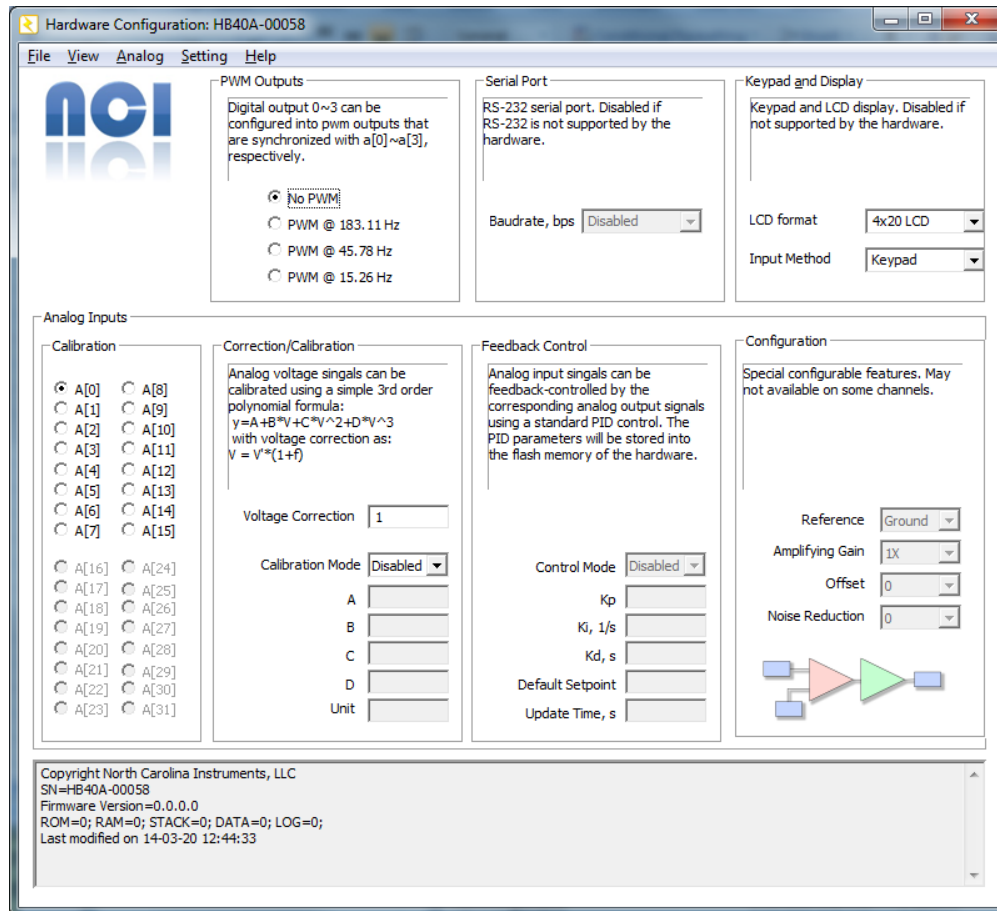 Hardware Configuration: HB40A-00058
File View Analog Setting Help
nci
PWM Outputs
Digital output 0~3 can be
configured into pwm outputs that
are synchronized with a[0]~a[3],
respectively.
No PWM
PWM @ 183.11 Hz
PWM @ 45.78 Hz
PWM @ 15.26 Hz
Serial Port
RS-232 serial port. Disabled if
RS-232 is not supported by the
hardware.
Baudrate, bps Disabled
Keypad and Display
Keypad and LCD display. Disabled if
not supported by the hardware.
LCD format 4x20 LCD
Input Method Keypad
Analog Inputs
Calibration
A[0] A[8]
A[1] A[9]
A[2] A[10]
A[3] A[11]
A[4] A[12]
A[5] A[13]
A[6] A[14]
A[7] A[15]
A[16] A[24]
A[17] A[25]
A[18] A[26]
A[19] A[27]
A[20] A[28]
A[21] A[29]
A[22] A[30]
A[23] A[31]
Correction/Calibration
Analog voltage singals can be
calibrated using a simple 3rd order
polynomial formula:
y=A+B*V+C*V^2+D*V^3
with voltage correction as:
V = V'*(1+f)
Voltage Correction 1
Calibration Mode Disabled
A
B
C
D
Unit
Feedback Control
Analog input singals can be
feedback-controlled by the
corresponding analog output signals
using a standard PID control. The
PID parameters will be stored into
the flash memory of the hardware.
Control Mode Disabled
Kp
Ki, 1/s
Kd, s
Default Setpoint
Update Time, s
Configuration
Special configurable features. May
not available on some channels.
Reference Ground
Amplifying Gain 1X
Offset 0
Noise Reduction 0
Copyright North Carolina Instruments, LLC
SN=HB40A-00058
Firmware Version=0.0.0.0
ROM=0; RAM=0; STACK=0; DATA=0; LOG=0;
Last modified on 14-03-20 12:44:33